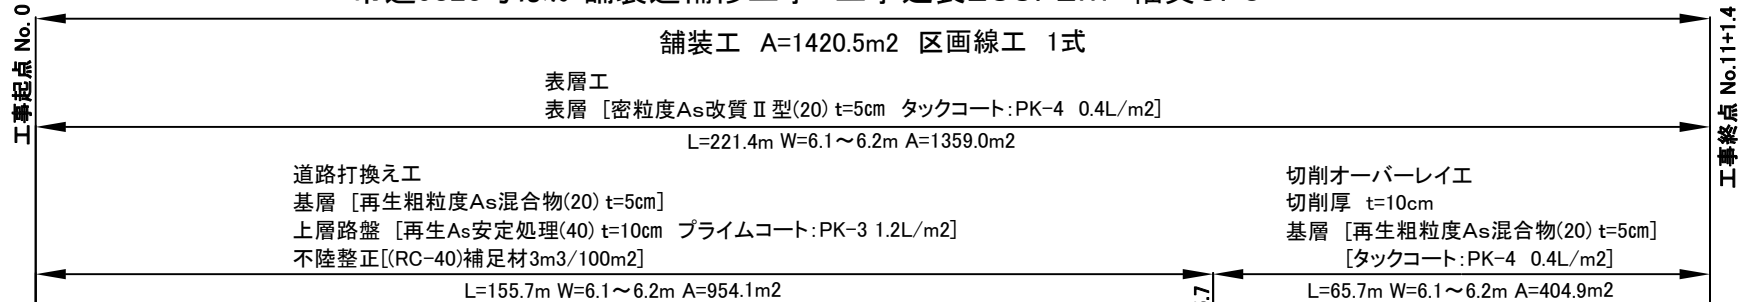 工事起点 No.0
舗装工 A=1420.5m2 区画線工 1式
表層工
表層 [密粒度As改質Ⅱ型(20) t=5㎝ タックコート:PK-4 0.4L/m2]
L=221.4m W=6.1～6.2m A=1359.0m2
工事終点 No.11+1.4
道路打換え工
基層 [再生粗粒度As混合物(20) t=5㎝]
上層路盤 [再生As安定処理(40) t=10㎝ プライムコート:PK-3 1.2L/m2]
不陸整正[(RC-40)補足材3m3/100m2]
L=155.7m W=6.1～6.2m A=954.1m2
切削オーバーレイ工
切削厚 t=10cm
基層 [再生粗粒度As混合物(20) t=5㎝]
[タックコート:PK-4 0.4L/m2]
L=65.7m W=6.1～6.2m A=404.9m2